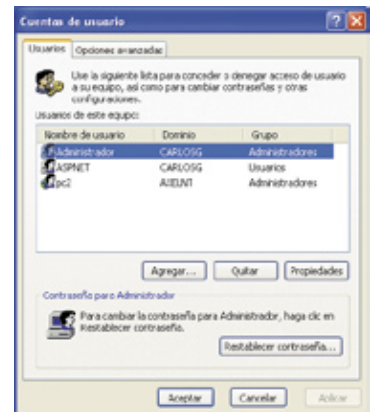 Cuentas de usuario
Usuarios Opciones avanzadas
Use la siguiente lista para conceder o denegar acceso de usuario
a su equipo, así como para cambiar contraseñas y otras
configuraciones.
Usuarios de este equipo:
Nombre de usuario Dominio Grupo
Administrador CARLOSG Administradores
ASPNET CARLOSG Usuarios
pc2 Administradores
Agregar... Quitar Propiedades
Contraseña para Administrador
Para cambiar la contraseña para Administrador, haga clic en
Restablecer contraseña.
Restablecer contraseña...
Aceptar Cancelar Aplicar